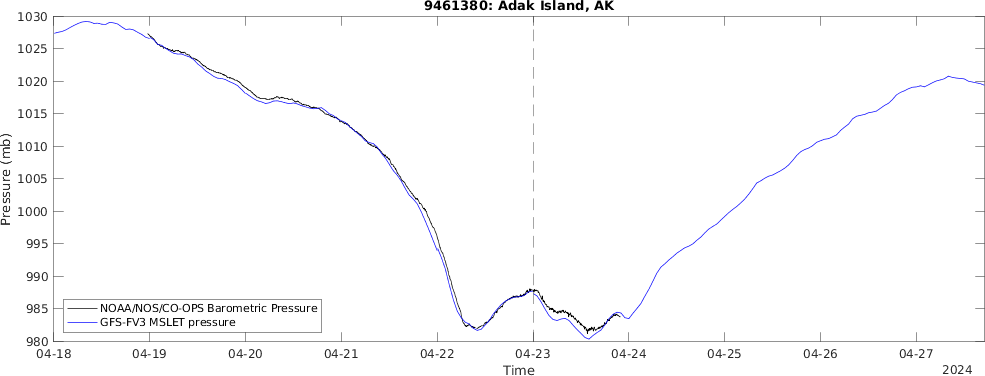 9461380: Adak Island, AK
1030
1025
1020
1015
1010
1005
1000
995
990
985
980
Pressure (mb)
NOAA/NOS/CO-OPS Barometric Pressure
GFS-FV3 MSLET pressure
04-18 04-19 04-20 04-21 04-22 04-23 04-24 04-25 04-26 04-27
Time
2024